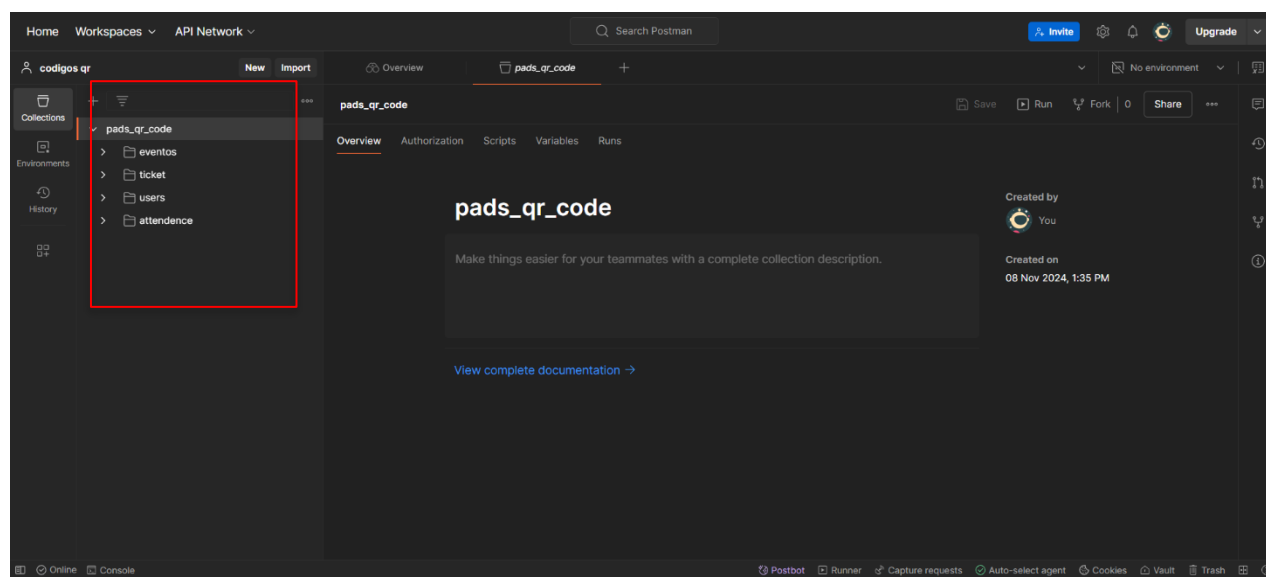 Home Workspaces API Network Search Postman Invite Upgrade
codigos qr New Import Overview pads_qr_code No environment
Collections
Environments
History
pads_qr_code
eventos
ticket
users
attendence
pads_qr_code Save Run Fork 0 Share
Overview Authorization Scripts Variables Runs
pads_qr_code
Make things easier for your teammates with a complete collection description.
View complete documentation →
Created by
You
Created on
08 Nov 2024, 1:35 PM
Online Console Postbot Runner Capture requests Auto-select agent Cookies Vault Trash